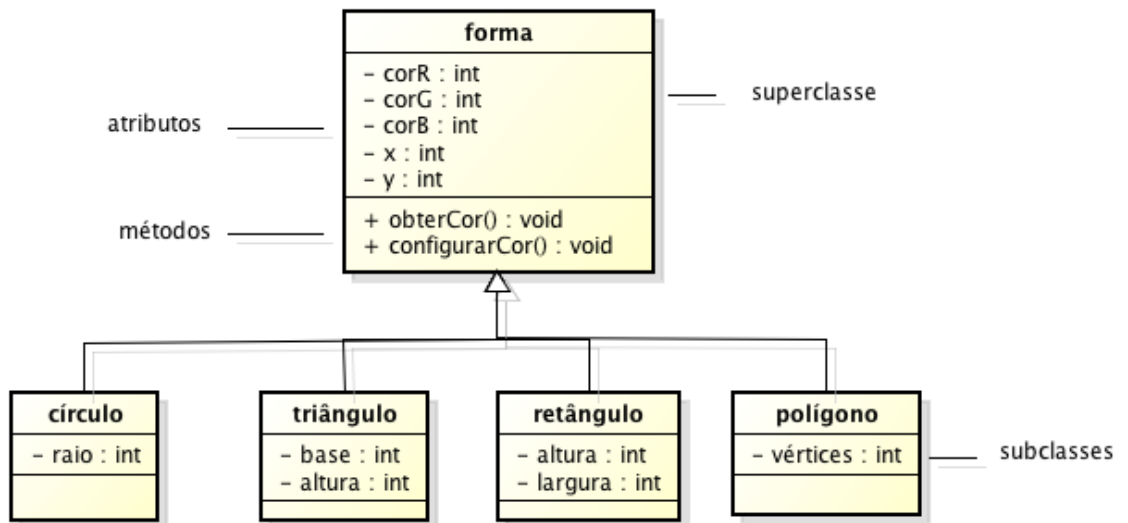 forma
- corR : int
- corG : int
- corB : int
- x : int
- y : int
+ obterCor() : void
+ configurarCor() : void
superclasse
atributos
métodos
círculo
- raio : int
triângulo
- base : int
- altura : int
retângulo
- altura : int
- largura : int
polígono
- vértices : int
subclasses